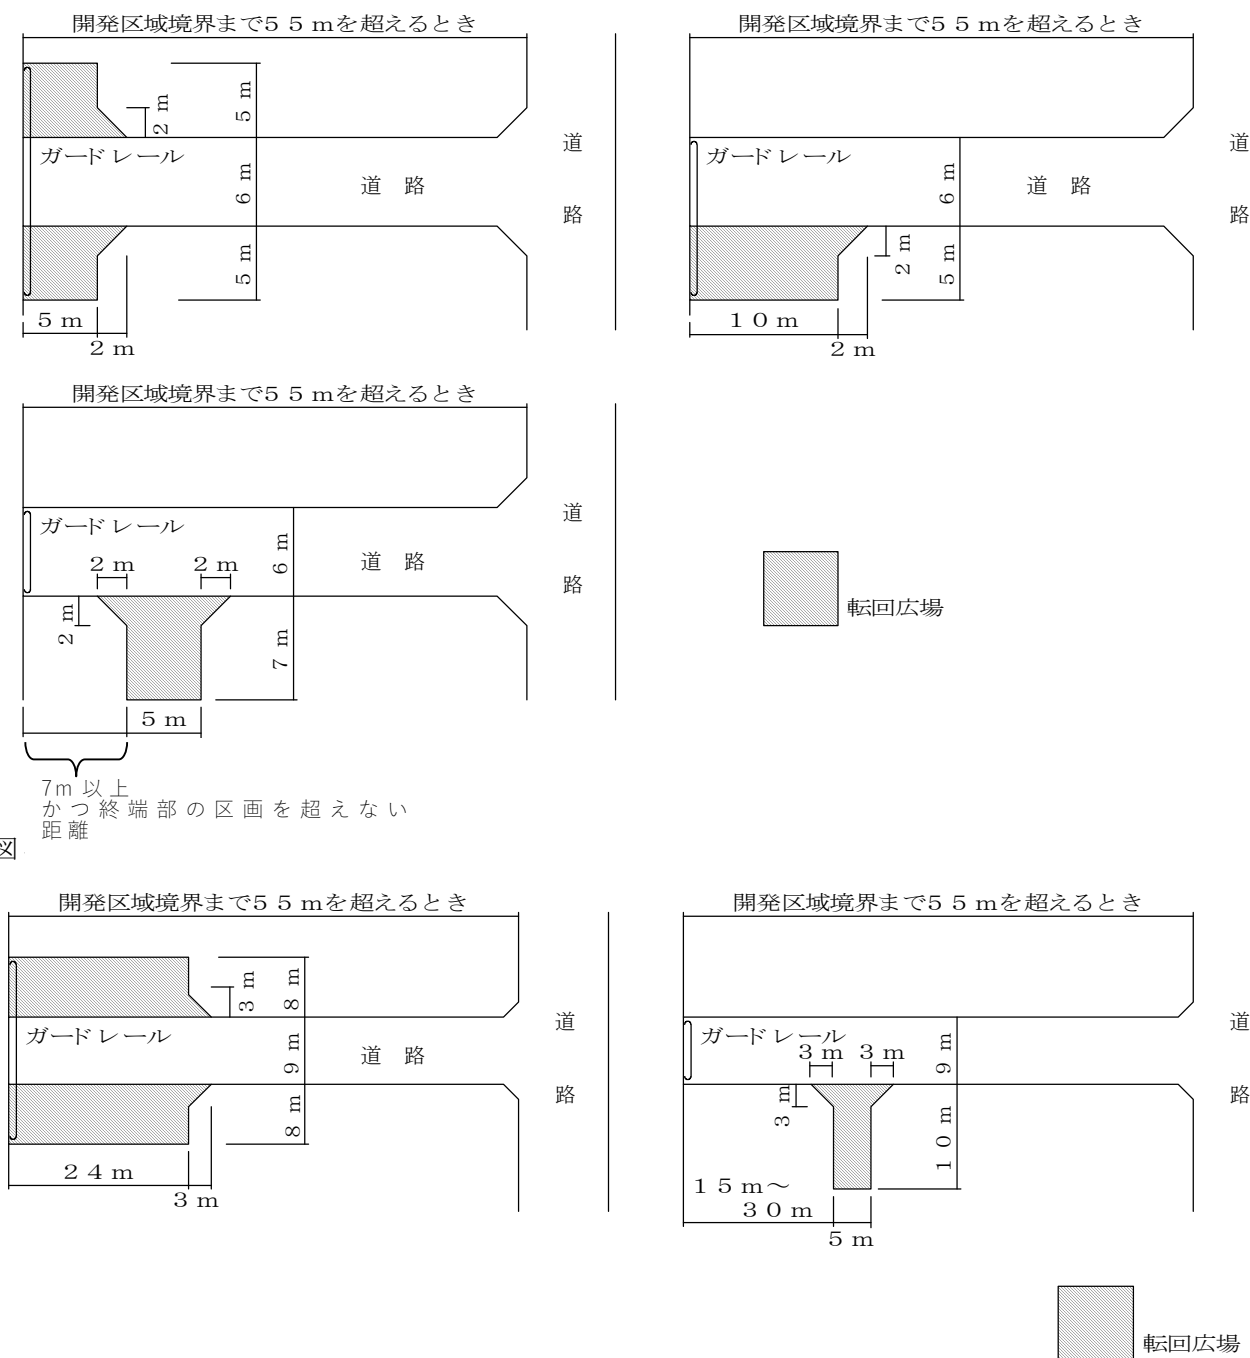 開発区域境界まで５５ｍを超えるとき
５ｍ
２ｍ
ガードレール
６ｍ
道　路
道
路
５ｍ
５ｍ
２ｍ
開発区域境界まで５５ｍを超えるとき
ガードレール
６ｍ
道　路
道
路
２ｍ
５ｍ
１０ｍ
２ｍ
開発区域境界まで５５ｍを超えるとき
ガードレール
２ｍ
２ｍ
６ｍ
道　路
道
路
２ｍ
７ｍ
５ｍ
7m 以上
かつ終端部の区画を超えない
距離
転回広場
図
開発区域境界まで５５ｍを超えるとき
３ｍ
８ｍ
ガードレール
９ｍ
道　路
道
路
８ｍ
２４ｍ
３ｍ
開発区域境界まで５５ｍを超えるとき
ガードレール
３ｍ
３ｍ
９ｍ
道
路
３ｍ
１０ｍ
１５ｍ～
３０ｍ
５ｍ
転回広場